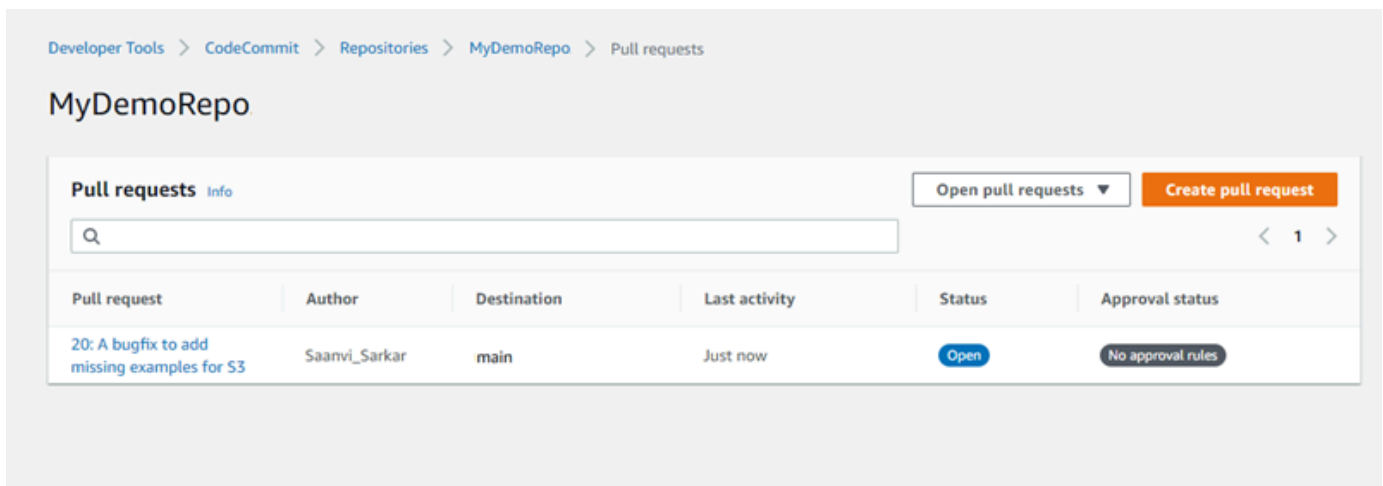 Developer Tools > CodeCommit > Repositories > MyDemoRepo > Pull requests
MyDemoRepo
Pull requests Info Open pull requests ▼ Create pull request
< 1 >
Pull request Author Destination Last activity Status Approval status
20: A bugfix to add
missing examples for S3 Saanvi_Sarkar main Just now Open No approval rules